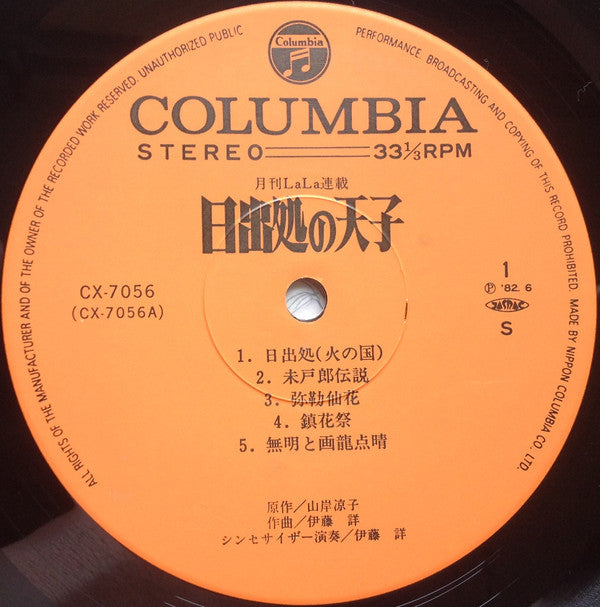 ALL RIGHTS OF THE MANUFACTURER AND OF THE OWNER OF THE RECORDED WORK RESERVED. UNAUTHORIZED PUBLIC PERFORMANCE. BROADCASTING AND COPYING OF THIS RECORD PROHIBITED. MADE BY NIPPON COLUMBIA CO. LTD.
Columbia
COLUMBIA
STEREO 33⅓RPM
月刊LaLa連載
日出処の天子
CX-7056
(CX-7056A)
1
Ⓟ '82. 6
JASRAC
S
1. 日出処(火の国)
2. 未戸郎伝説
3. 弥勒仙花
4. 鎮花祭
5. 無明と画龍点晴
原作/山岸凉子
作曲/伊藤 詳
シンセサイザー演奏/伊藤 詳